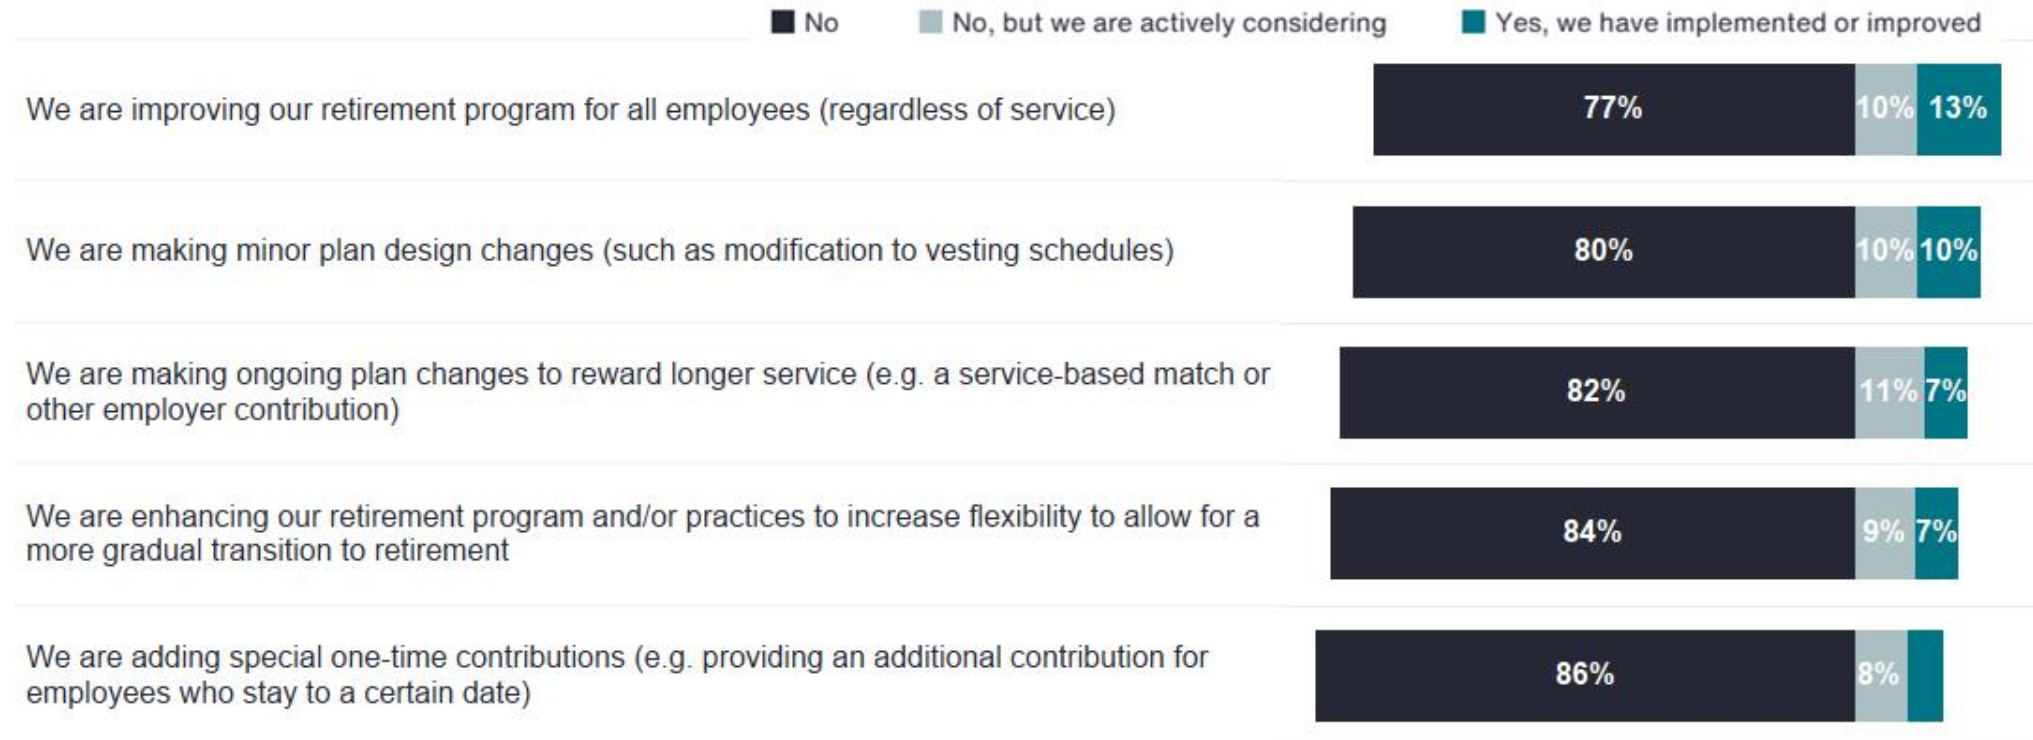 No
No, but we are actively considering
Yes, we have implemented or improved
We are improving our retirement program for all employees (regardless of service)
77% 10% 13%
We are making minor plan design changes (such as modification to vesting schedules)
80% 10% 10%
We are making ongoing plan changes to reward longer service (e.g. a service-based match or
other employer contribution)
82% 11% 7%
We are enhancing our retirement program and/or practices to increase flexibility to allow for a
more gradual transition to retirement
84% 9% 7%
We are adding special one-time contributions (e.g. providing an additional contribution for
employees who stay to a certain date)
86% 8%